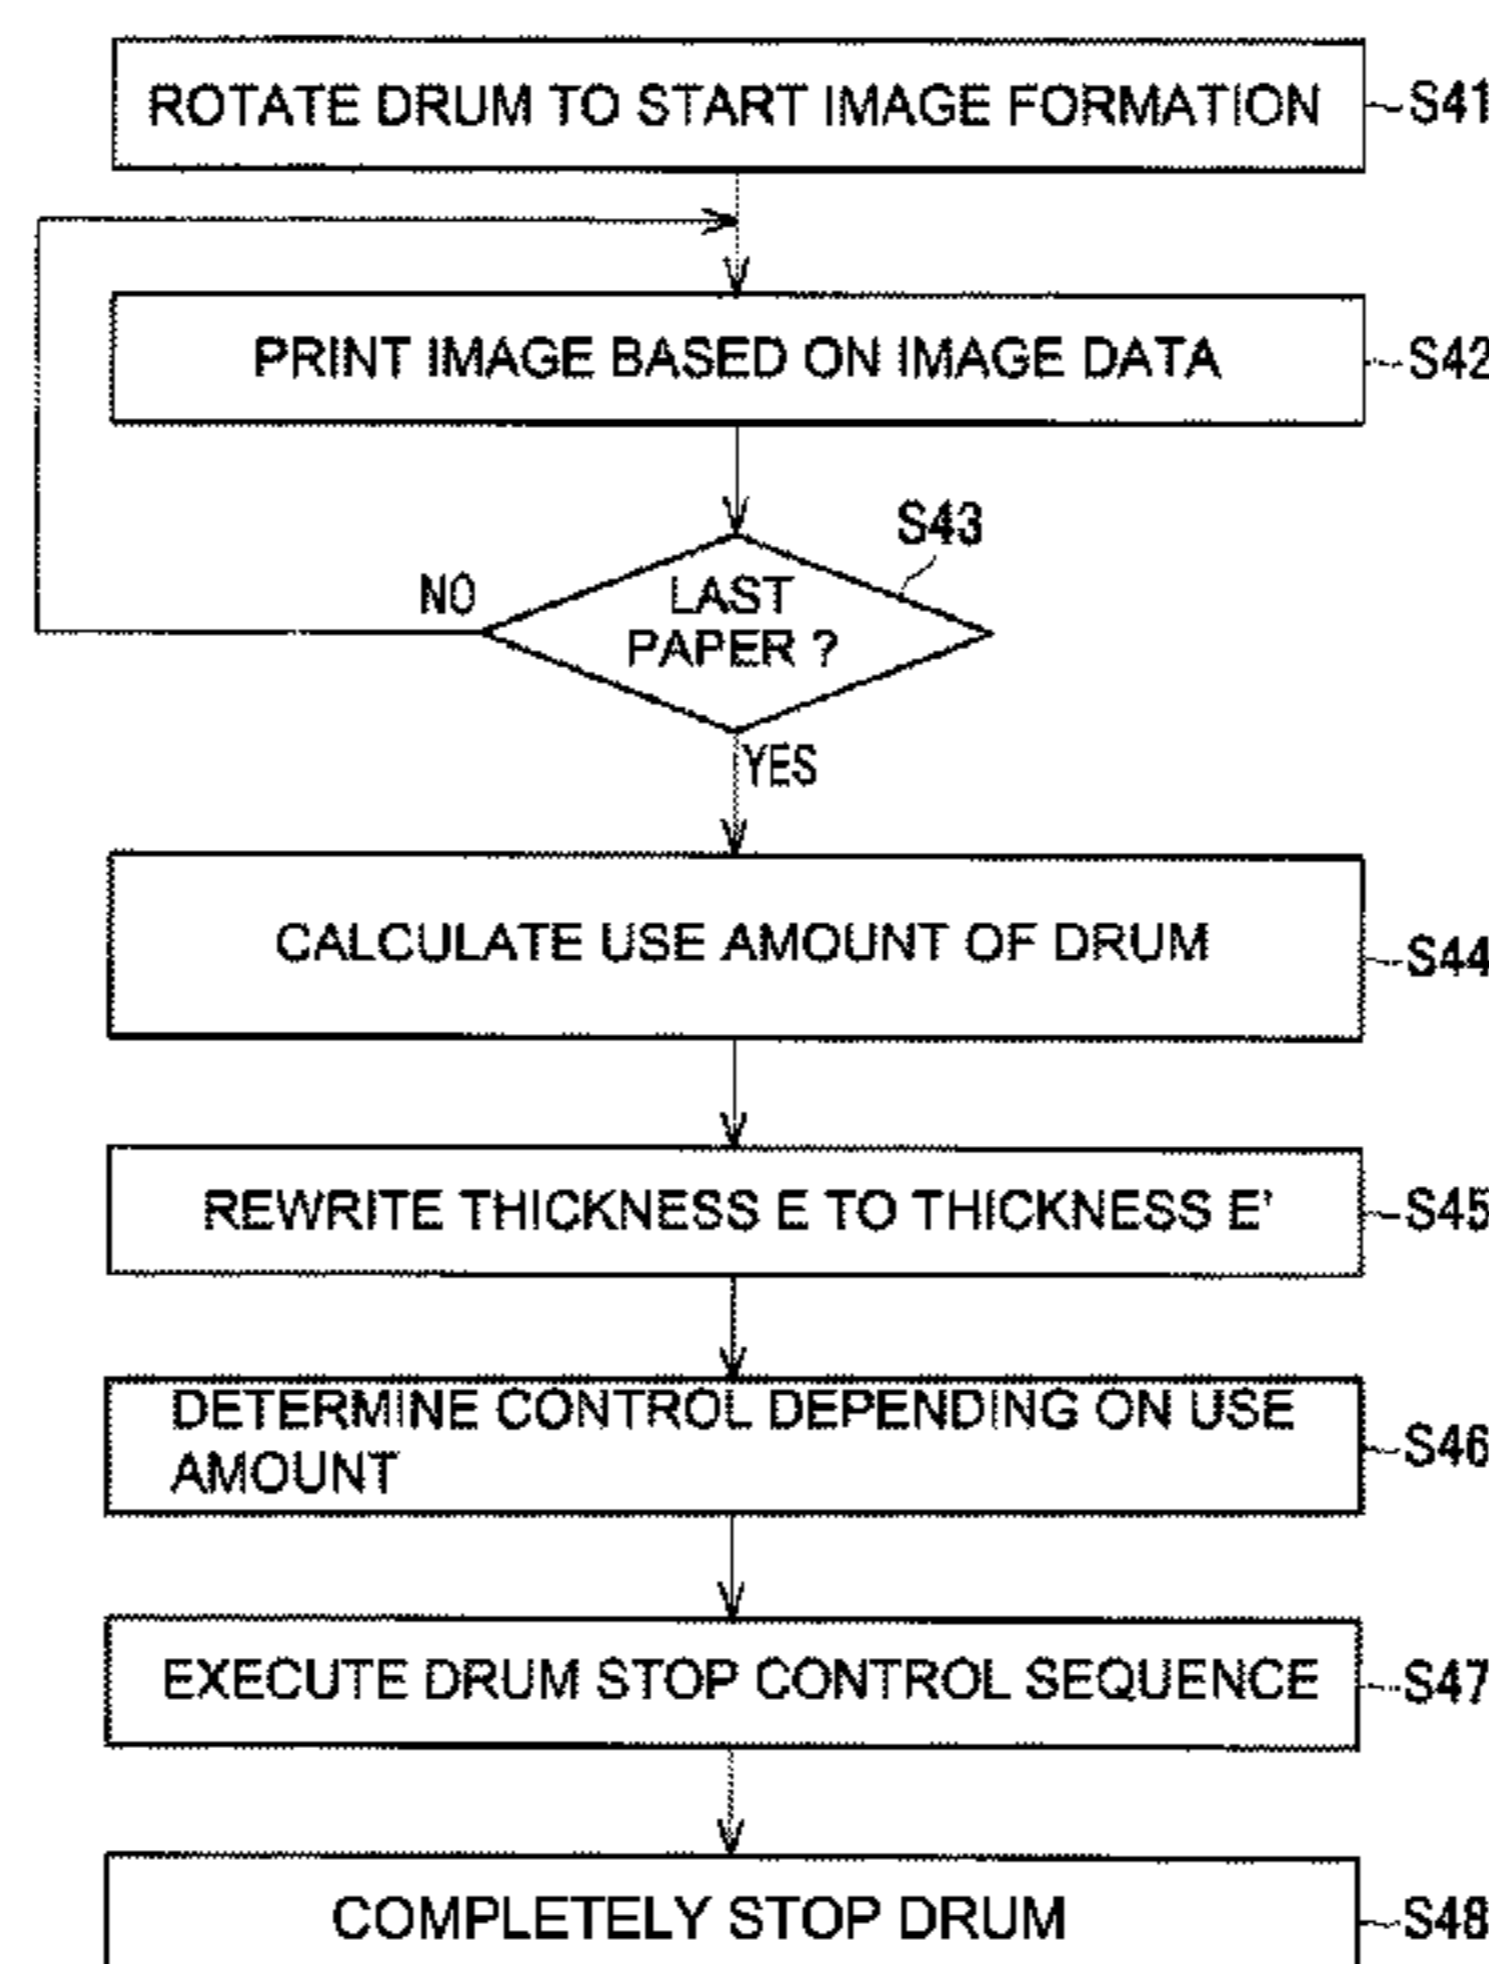 ROTATE DRUM TO START IMAGE FORMATION
S41
PRINT IMAGE BASED ON IMAGE DATA
S42
S43
LAST
PAPER ?
NO
YES
CALCULATE USE AMOUNT OF DRUM
S44
REWRITE THICKNESS E TO THICKNESS E'
S45
DETERMINE CONTROL DEPENDING ON USE
AMOUNT
S46
EXECUTE DRUM STOP CONTROL SEQUENCE
S47
COMPLETELY STOP DRUM
S48